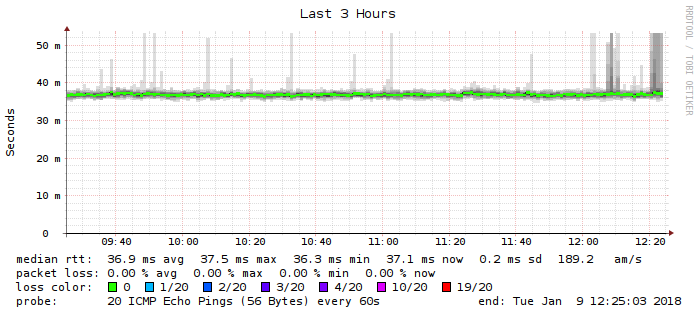 Last 3 Hours
RRDTOOL / TOBI OETIKER
Seconds
50 m
40 m
30 m
20 m
10 m
0
09:40 10:00 10:20 10:40 11:00 11:20 11:40 12:00 12:20
median rtt: 36.9 ms avg 37.5 ms max 36.3 ms min 37.1 ms now 0.2 ms sd 189.2 am/s
packet loss: 0.00 % avg 0.00 % max 0.00 % min 0.00 % now
loss color: 0 1/20 2/20 3/20 4/20 10/20 19/20
probe: 20 ICMP Echo Pings (56 Bytes) every 60s end: Tue Jan 9 12:25:03 2018